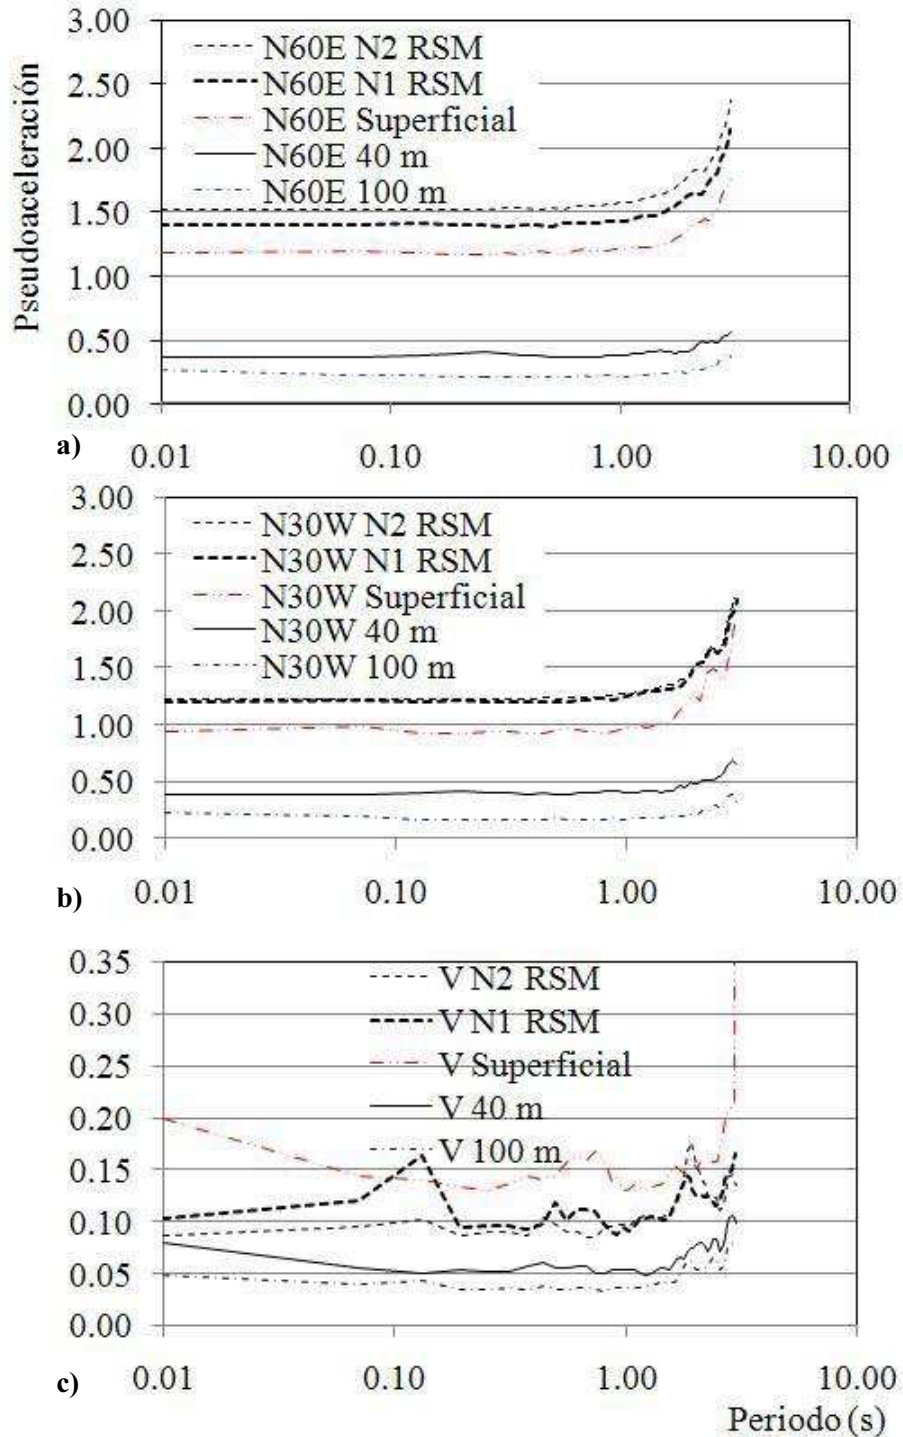 Pseudoaceleración
3.00
2.50
2.00
1.50
1.00
0.50
0.00
N60E N2 RSM
N60E N1 RSM
N60E Superficial
N60E 40 m
N60E 100 m
a)
0.01 0.10 1.00 10.00
3.00
2.50
2.00
1.50
1.00
0.50
0.00
N30W N2 RSM
N30W N1 RSM
N30W Superficial
N30W 40 m
N30W 100 m
b)
0.01 0.10 1.00 10.00
0.35
0.30
0.25
0.20
0.15
0.10
0.05
0.00
V N2 RSM
V N1 RSM
V Superficial
V 40 m
V 100 m
c)
0.01 0.10 1.00 10.00
Periodo (s)